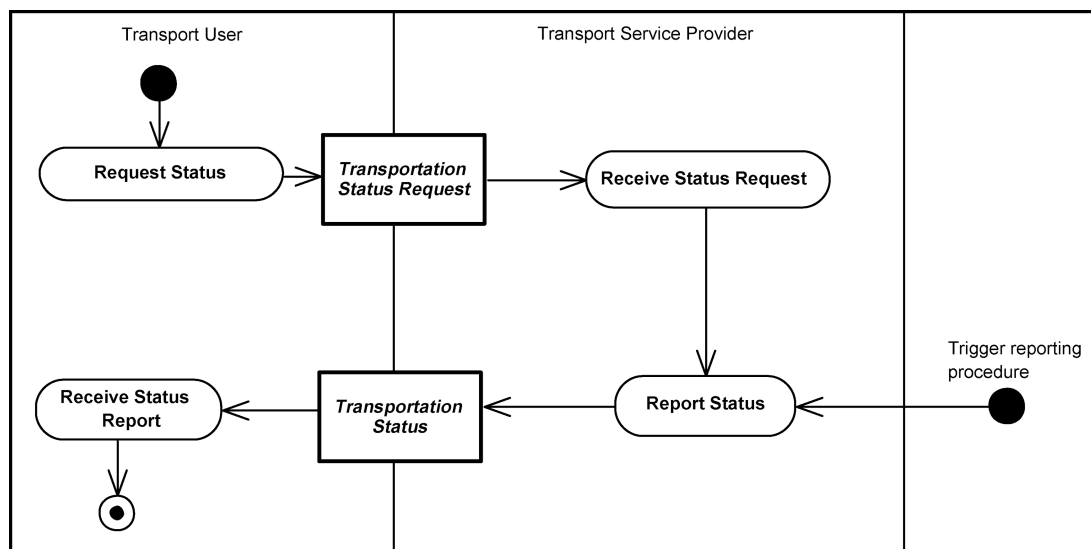 Transport User
Transport Service Provider
Request Status
Transportation
Status Request
Receive Status Request
Trigger reporting
procedure
Receive Status
Report
Transportation
Status
Report Status